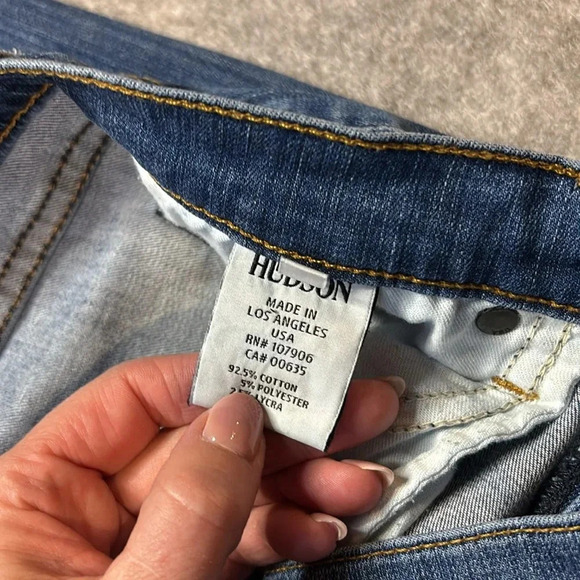 HUDSON
MADE IN
LOS ANGELES
USA
RN# 107906
CA# 00635
92.5% COTTON
5% POLYESTER
LYCRA